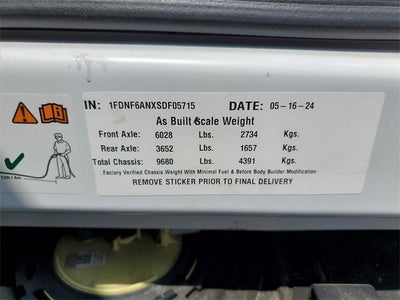 IN: 1FDNF6ANXSDF05715 DATE: 05-16-24
As Built Scale Weight
Front Axle: 6028 Lbs. 2734 Kgs.
Rear Axle: 3652 Lbs. 1657 Kgs.
Total Chassis: 9680 Lbs. 4391 Kgs.
Factory Verified Chassis Weight With Minimal Fuel & Before Body Builder Modification
REMOVE STICKER PRIOR TO FINAL DELIVERY